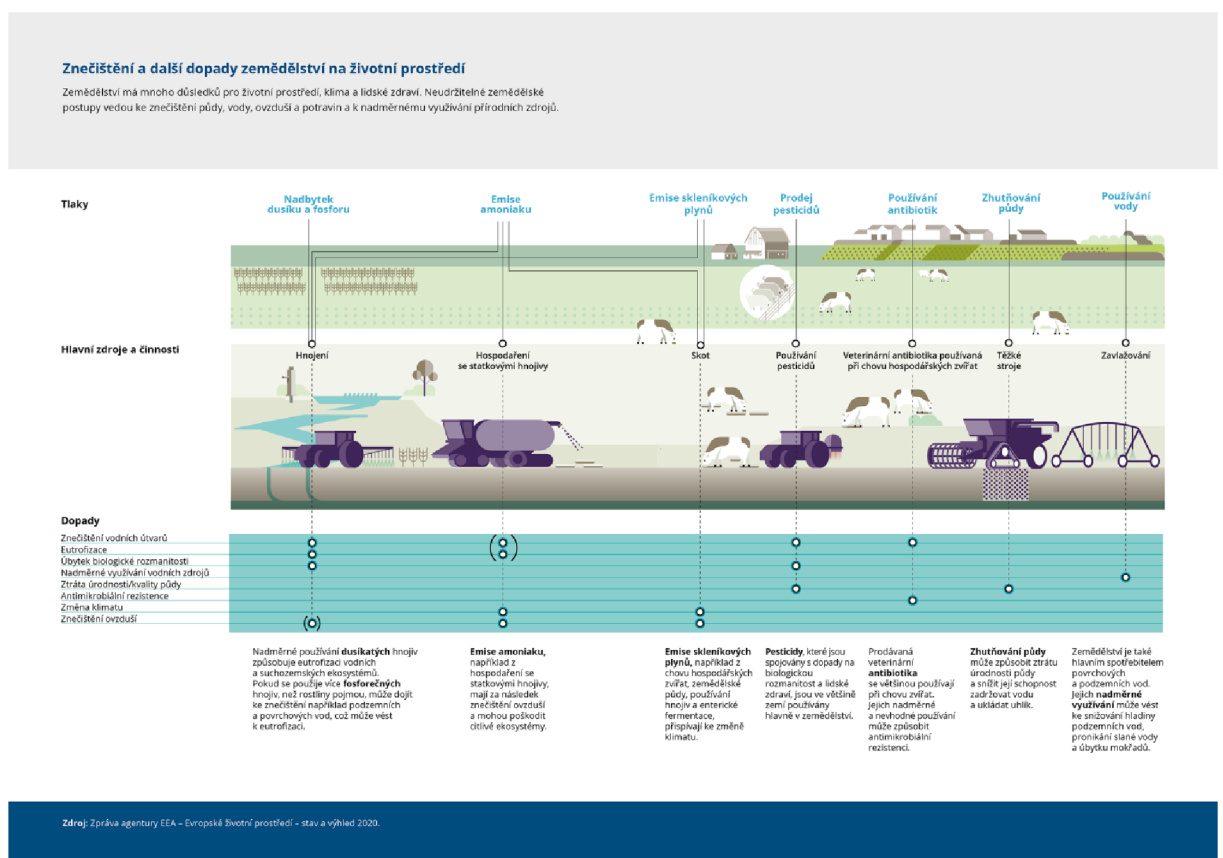 Znečištění a další dopady zemědělství na životní prostředí
Zemědělství má mnoho důsledků pro životní prostředí, klima a lidské zdraví. Neudržitelné zemědělské
postupy vedou ke znečištění půdy, vody, ovzduší a potravin a k nadměrnému využívání přírodních zdrojů.
Tlaky
Nadbytek
dusíku a fosforu
Emise
amoniaku
Emise skleníkových
plynů
Prodej
pesticidů
Používání
antibiotik
Zhutňování
půdy
Používání
vody
Hlavní zdroje a činnosti
Hnojení
Hospodaření
se statkovými hnojivy
Skot
Používání
pesticidů
Veterinární antibiotika používaná
při chovu hospodářských zvířat
Těžké
stroje
Zavlažování
Dopady
Znečištění vodních útvarů
Eutrofizace
Úbytek biologické rozmanitosti
Nadměrné využívání vodních zdrojů
Ztráta úrodnosti/kvality půdy
Antimikrobiální rezistence
Změna klimatu
Znečištění ovzduší
Nadměrné používání dusíkatých hnojiv
způsobuje eutrofizaci vodních
a suchozemských ekosystémů.
Pokud se použije více fosforečných
hnojiv, než rostliny pojmou, může dojít
ke znečištění například podzemních
a povrchových vod, což může vést
k eutrofizaci.
Emise amoniaku,
například z
hospodaření se
statkovými hnojivy,
mají za následek
znečištění ovzduší
a mohou poškodit
citlivé ekosystémy.
Emise skleníkových
plynů, například z
chovu hospodářských
zvířat, zemědělské
půdy, používání
hnojiv a enterické
fermentace,
přispívají ke změně
klimatu.
Pesticidy, které jsou
spojovány s dopady na
biologickou
rozmanitost a lidské
zdraví, jsou ve většině
zemí používány
hlavně v zemědělství.
Prodávaná
veterinární
antibiotika
se většinou používají
při chovu zvířat.
Jejich nadměrné
a nevhodné používání
může způsobit
antimikrobiální
rezistenci.
Zhutňování půdy
může způsobit ztrátu
úrodnosti půdy
a snížit její schopnost
zadržovat vodu
a ukládat uhlík.
Zemědělství je také
hlavním spotřebitelem
povrchových
a podzemních vod.
Jejich nadměrné
využívání může vést
ke snižování hladiny
podzemních vod,
pronikání slané vody
a úbytku mokřadů.
Zdroj: Zpráva agentury EEA – Evropské životní prostředí – stav a výhled 2020.